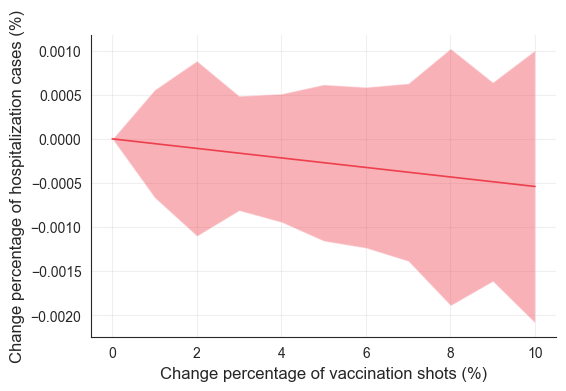 Change percentage of hospitalization cases (%)
0.0010
0.0005
0.0000
−0.0005
−0.0010
−0.0015
−0.0020
0 2 4 6 8 10
Change percentage of vaccination shots (%)